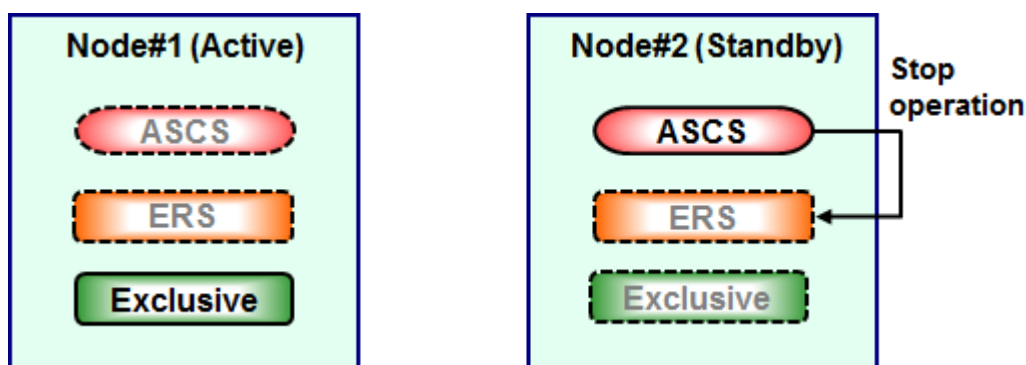 Node#1 (Active)
ASCS
ERS
Exclusive
Node#2 (Standby)
ASCS
ERS
Exclusive
Stop
operation